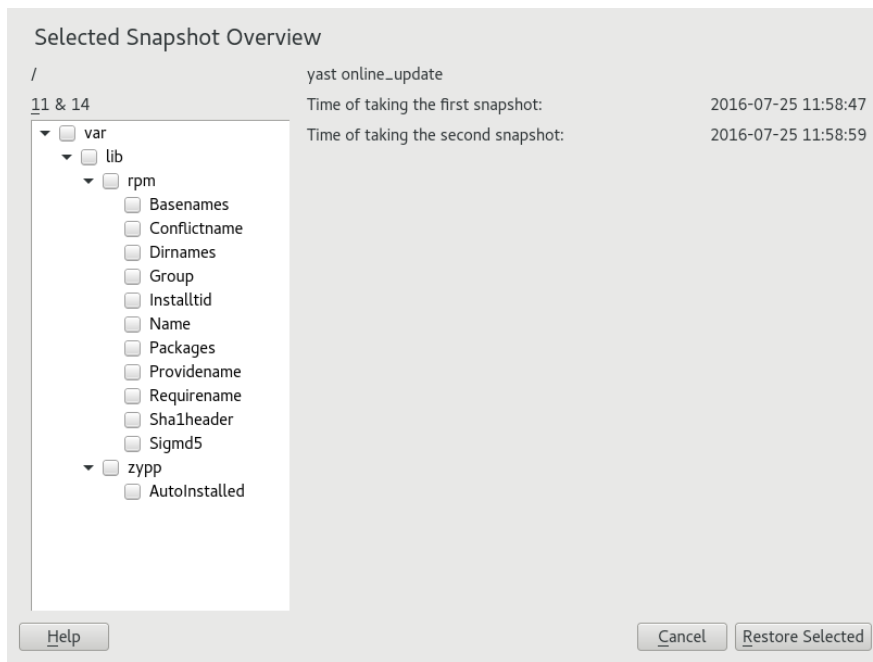 Selected Snapshot Overview
/
yast online_update
11 & 14
Time of taking the first snapshot: 2016-07-25 11:58:47
Time of taking the second snapshot: 2016-07-25 11:58:59
var
lib
rpm
Basenames
Conflictname
Dirnames
Group
Installtid
Name
Packages
Providename
Requirename
Sha1header
Sigmd5
zypp
AutoInstalled
Help
Cancel
Restore Selected